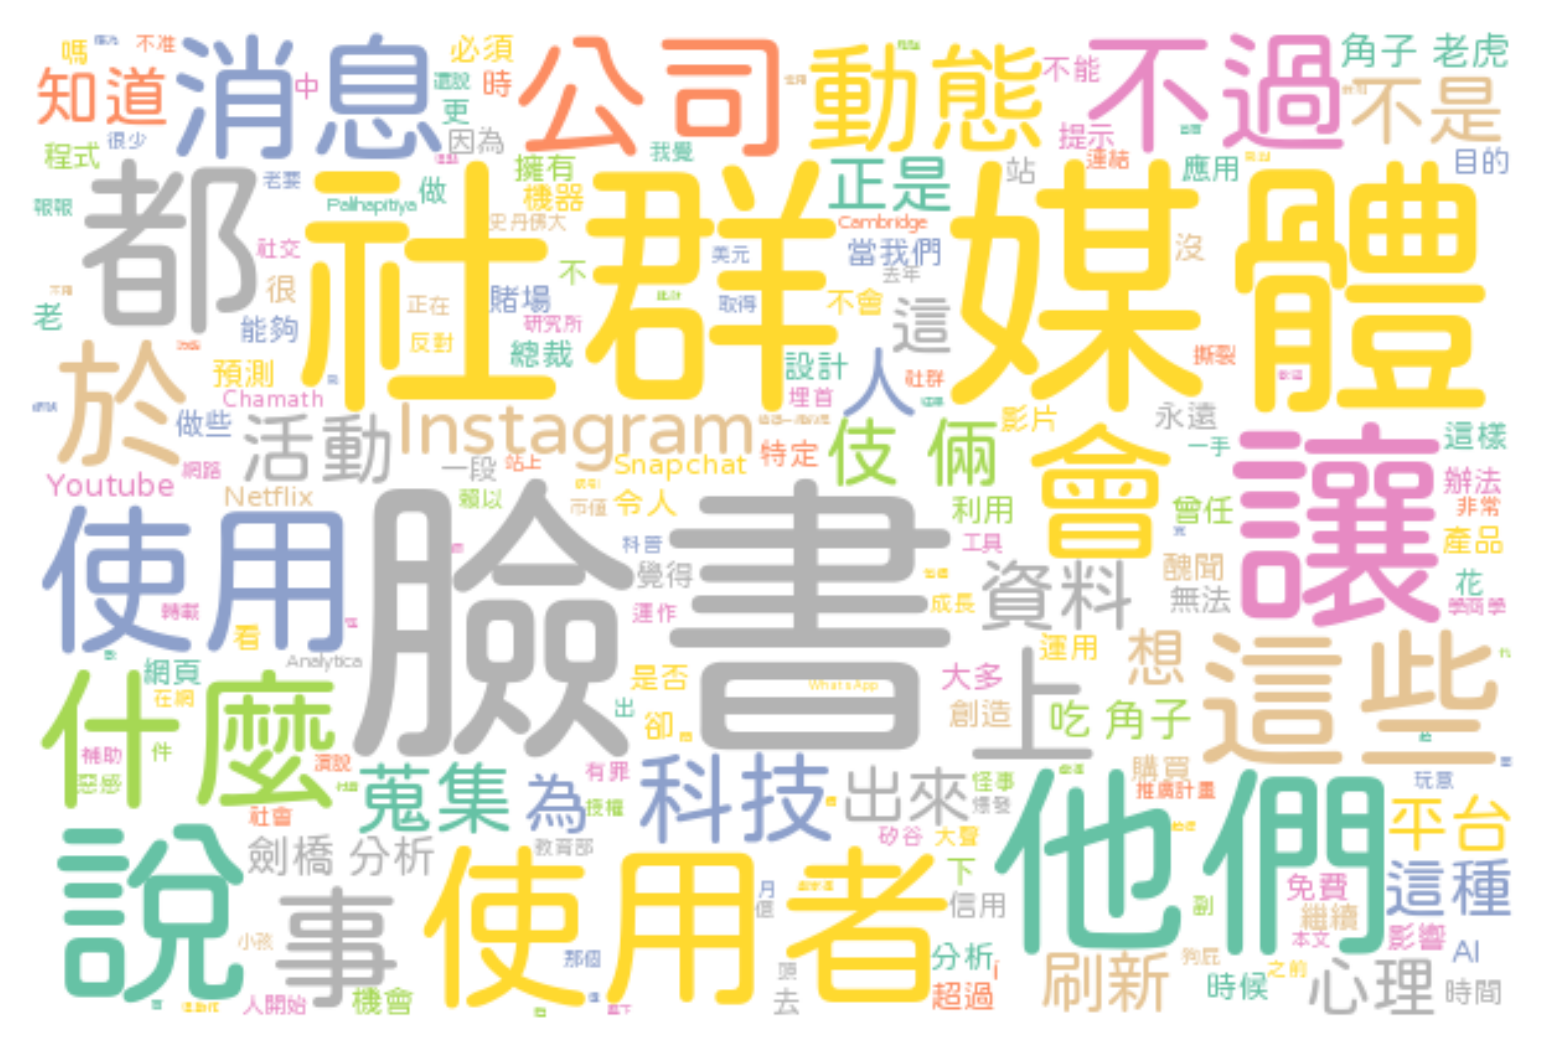 嗎 不准 消息 必須 公司 動態 不過 角子 老虎
知道 中 還說 時 不能 不是
很少 更 因為 提示
程式 都 社群媒體 擁有 我覺 正是 站 連結 應用 目的
老要 做 機器
報報 Palihapitiya 史丹佛大 Cambridge
社交 美元 當我們 去年 沒
很 正在 賭場 不 取得 不會 這
老 能夠 反對 研究所
總裁 設計 人 撕裂
於 預測 社群
Chamath 埋首
做些 活動 Instagram 特定 伎倆 影片 永遠 讓 這樣
網路 一段 站上 Snapchat 會 一手
Youtube Netflix 賴以 市值 令人 利用 曾任 辦法
非常
使用 臉書 科普 工具 產品
覺得 資料 醜聞 花
轉載 運作 成長 無法 學商學
看 運用 想 這些
網頁 Analytica 是否 WhatsApp 大多 上
在網
什麼 出 卻 創造 吃 角子
補助 件 演說
蒐集 為 有罪 科技 出來 怪事 他們 購買 玩意
授權 爆發 推廣計畫 平台
社會 矽谷 大聲
說 劍橋 分析 教育部 使用者 下 免費 這種
事 月 信用 副 繼續
小孩 那個 分析 本文 影響
狗屁 AI
頭 刷新 之前
人開始 機會 去 超過 時候 心理 時間